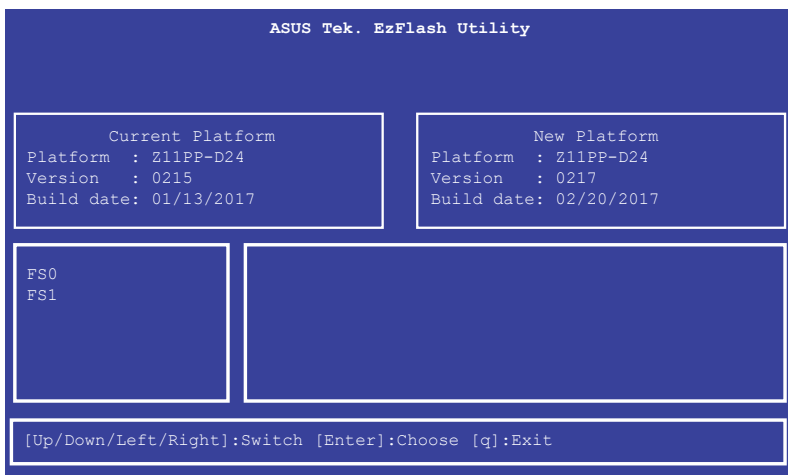 ASUS Tek. EzFlash Utility
Current Platform
Platform : Z11PP-D24
Version : 0215
Build date: 01/13/2017
New Platform
Platform : Z11PP-D24
Version : 0217
Build date: 02/20/2017
FS0
FS1
[Up/Down/Left/Right]:Switch [Enter]:Choose [q]:Exit